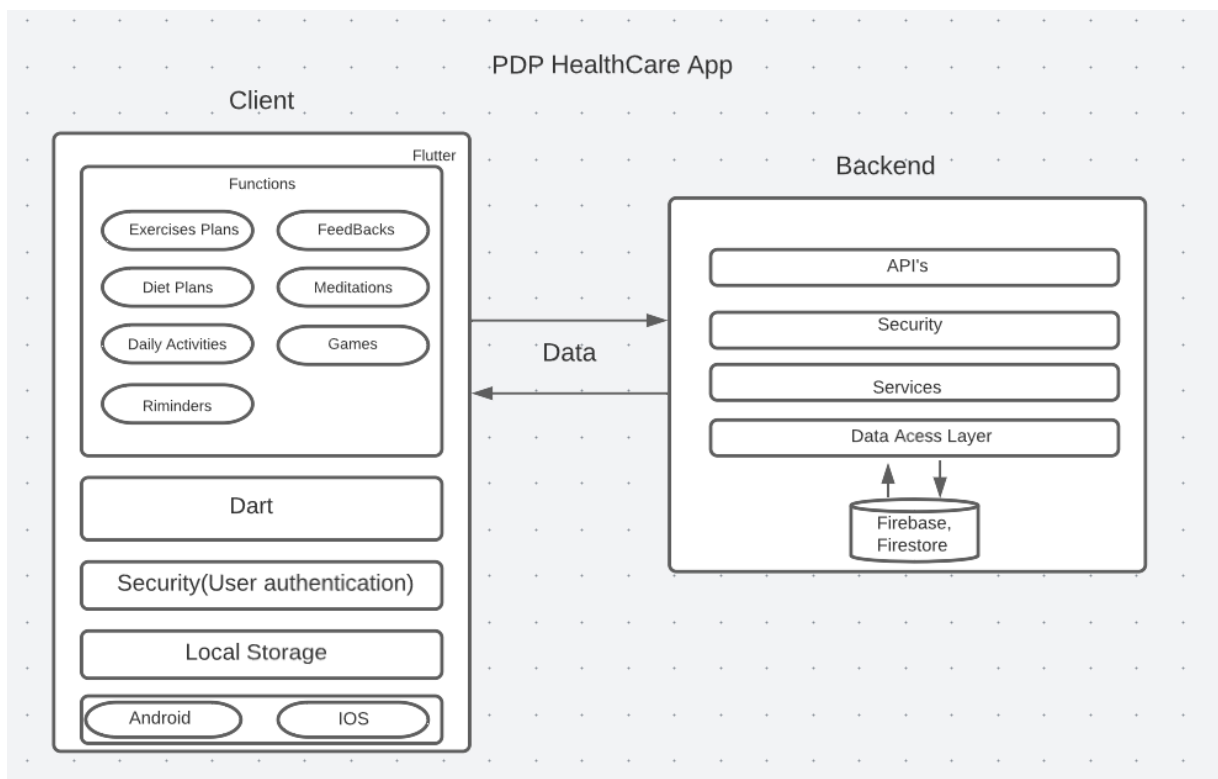 PDP HealthCare App
Client
Flutter
Functions
Exercises Plans
FeedBacks
Diet Plans
Meditations
Daily Activities
Games
Riminders
Dart
Security(User authentication)
Local Storage
Android
IOS
Data
Backend
API's
Security
Services
Data Acess Layer
Firebase,
Firestore